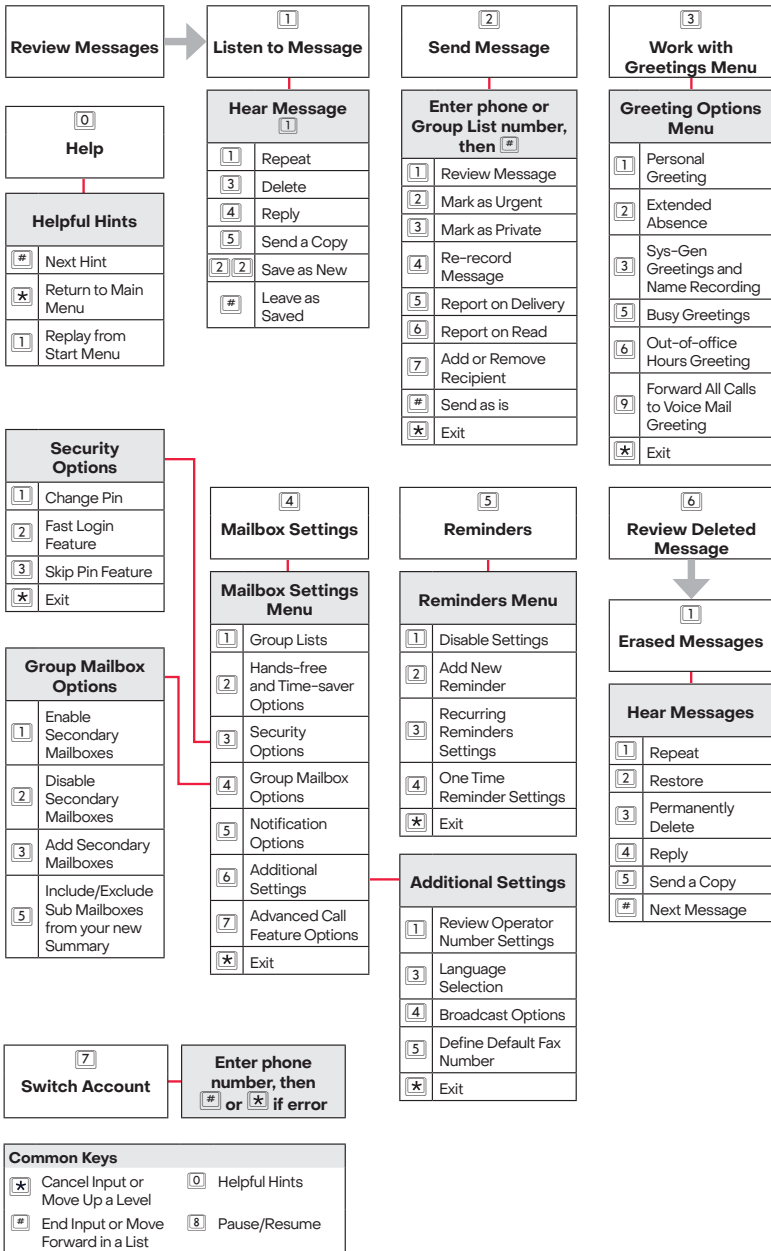 Review Messages
1
Listen to Message
Hear Message
1
1 Repeat
3 Delete
4 Reply
5 Send a Copy
2 2 Save as New
# Leave as
Saved
0
Help
Helpful Hints
# Next Hint
* Return to Main
Menu
1 Replay from
Start Menu
2
Send Message
Enter phone or
Group List number,
then #
1 Review Message
2 Mark as Urgent
3 Mark as Private
4 Re-record
Message
5 Report on Delivery
6 Report on Read
7 Add or Remove
Recipient
# Send as is
* Exit
3
Work with
Greetings Menu
Greeting Options
Menu
1 Personal
Greeting
2 Extended
Absence
3 Sys-Gen
Greetings and
Name Recording
5 Busy Greetings
6 Out-of-office
Hours Greeting
9 Forward All Calls
to Voice Mail
Greeting
* Exit
Security
Options
1 Change Pin
2 Fast Login
Feature
3 Skip Pin Feature
* Exit
Group Mailbox
Options
1 Enable
Secondary
Mailboxes
2 Disable
Secondary
Mailboxes
3 Add Secondary
Mailboxes
5 Include/Exclude
Sub Mailboxes
from your new
Summary
4
Mailbox Settings
Mailbox Settings
Menu
1 Group Lists
2 Hands-free
and Time-saver
Options
3 Security
Options
4 Group Mailbox
Options
5 Notification
Options
6 Additional
Settings
7 Advanced Call
Feature Options
* Exit
5
Reminders
Reminders Menu
1 Disable Settings
2 Add New
Reminder
3 Recurring
Reminders
Settings
4 One Time
Reminder Settings
* Exit
Additional Settings
1 Review Operator
Number Settings
3 Language
Selection
4 Broadcast Options
5 Define Default Fax
Number
* Exit
6
Review Deleted
Message
1
Erased Messages
Hear Messages
1 Repeat
2 Restore
3 Permanently
Delete
4 Reply
5 Send a Copy
# Next Message
7
Switch Account
Enter phone
number, then
# or * if error
Common Keys
* Cancel Input or
Move Up a Level
0 Helpful Hints
# End Input or Move
Forward in a List
8 Pause/Resume